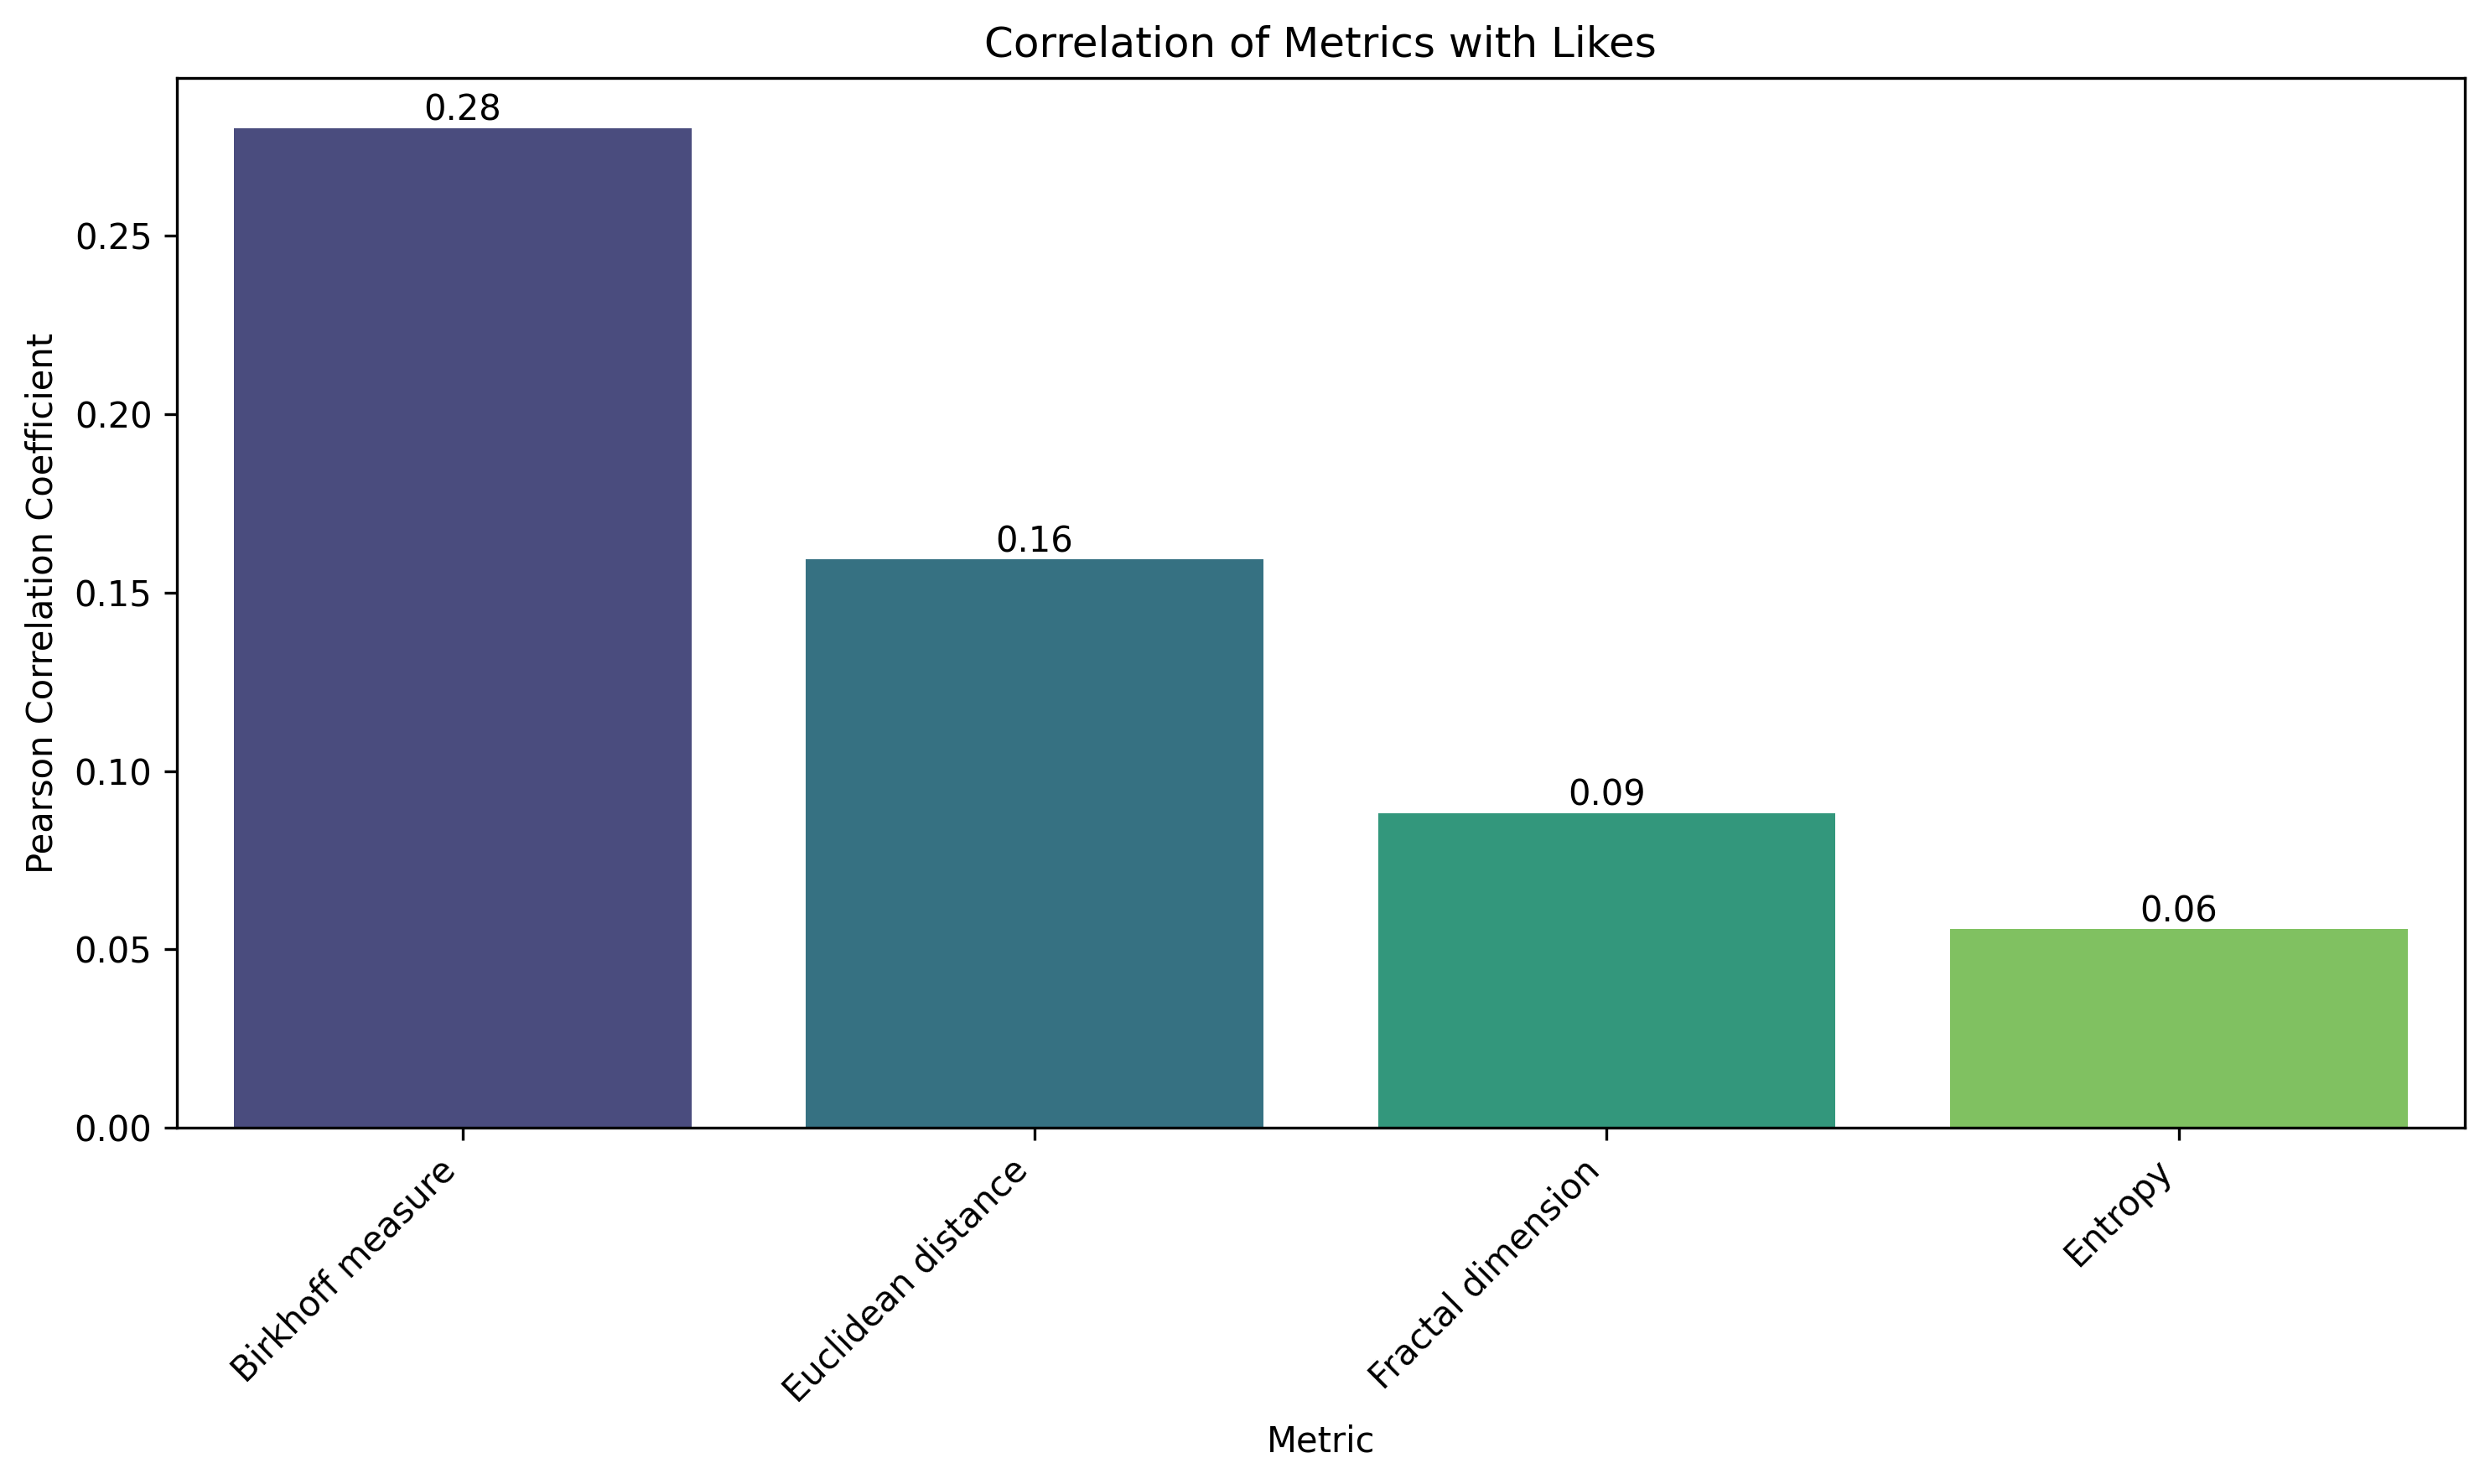 Correlation of Metrics with Likes
Pearson Correlation Coefficient
0.25
0.20
0.15
0.10
0.05
0.00
0.28
0.16
0.09
0.06
Birkhoff measure
Euclidean distance
Fractal dimension
Entropy
Metric